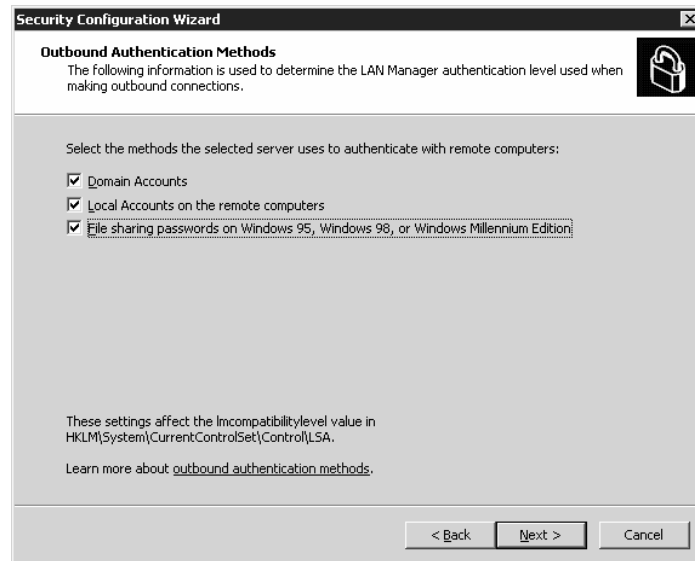 Security Configuration Wizard
Outbound Authentication Methods
The following information is used to determine the LAN Manager authentication level used when
making outbound connections.
Select the methods the selected server uses to authenticate with remote computers:
Domain Accounts
Local Accounts on the remote computers
File sharing passwords on Windows 95, Windows 98, or Windows Millennium Edition
These settings affect the lmcompatibilitylevel value in
HKLM\System\CurrentControlSet\Control\LSA.
Learn more about outbound authentication methods.
< Back Next > Cancel